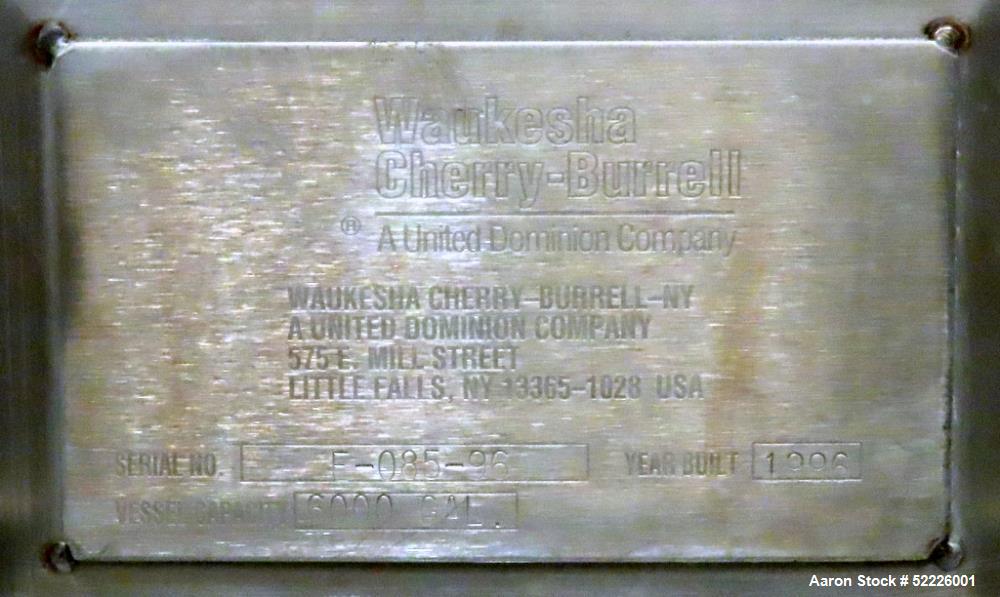 Waukesha
Cherry-Burrell
® A United Dominion Company
WAUKESHA CHERRY-BURRELL-NY
A UNITED DOMINION COMPANY
575 E. MILL STREET
LITTLE FALLS, NY 13365-1028 USA
SERIAL NO. E-085-96 YEAR BUILT 1996
VESSEL CAPACITY 6000 GAL.
Aaron Stock # 52226001